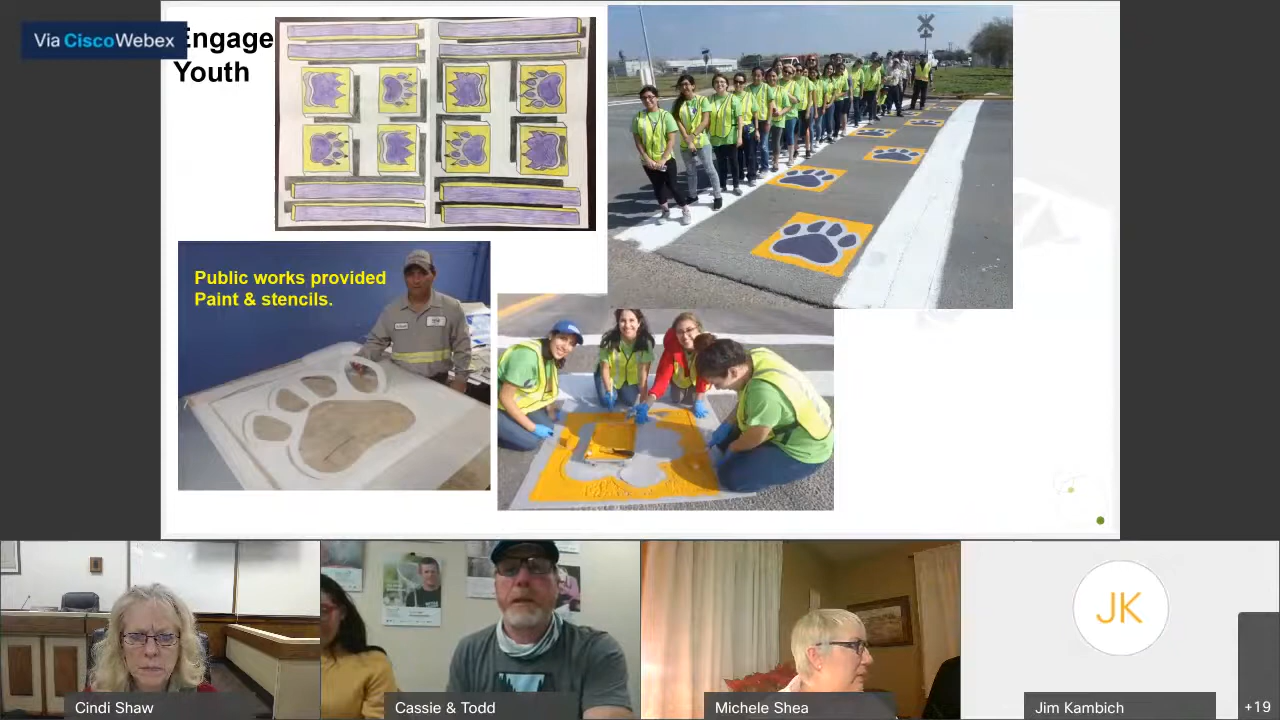 Via CiscoWebex
Engage
Youth
Public works provided
Paint & stencils.
Cindi Shaw
Cassie & Todd
Michele Shea
JK
Jim Kambich
+19